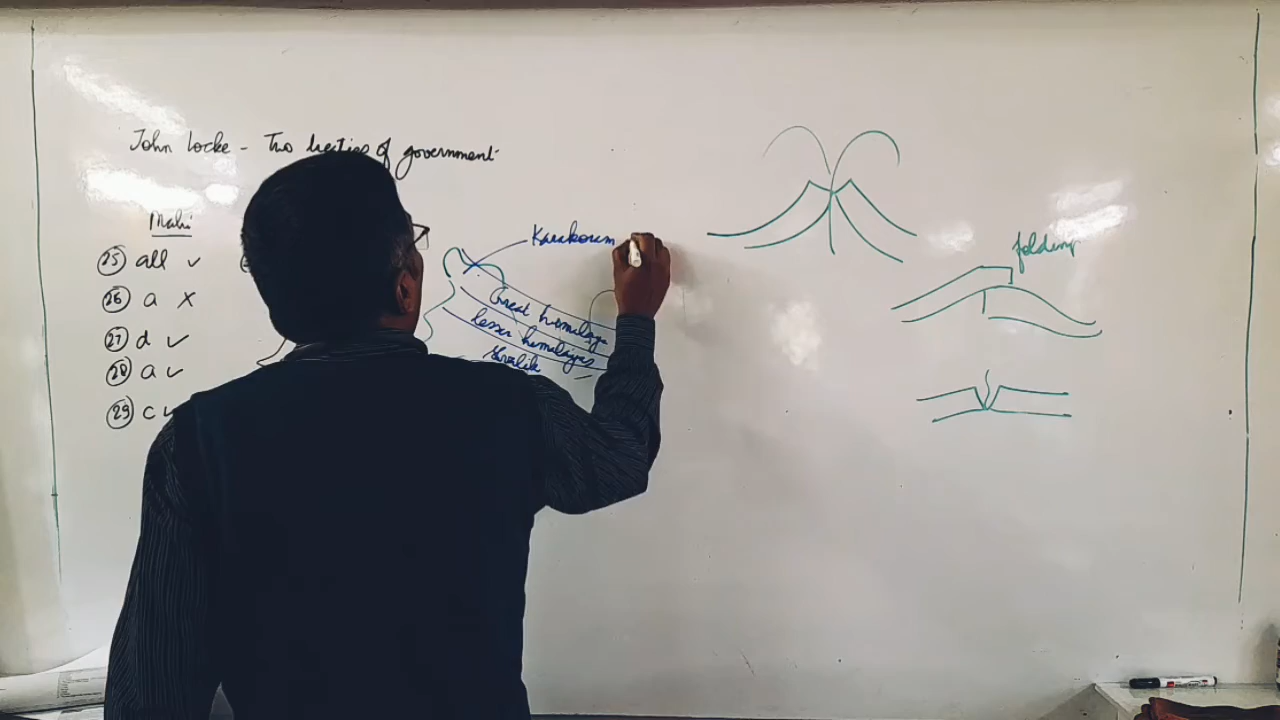 John Locke - Two treaties of government
Mahi
25 all ✓
26 a X
27 d ✓
28 a ✓
29 c ✓
Karakoram
Great himalaya
lesser himalayas
Shivalik
folding